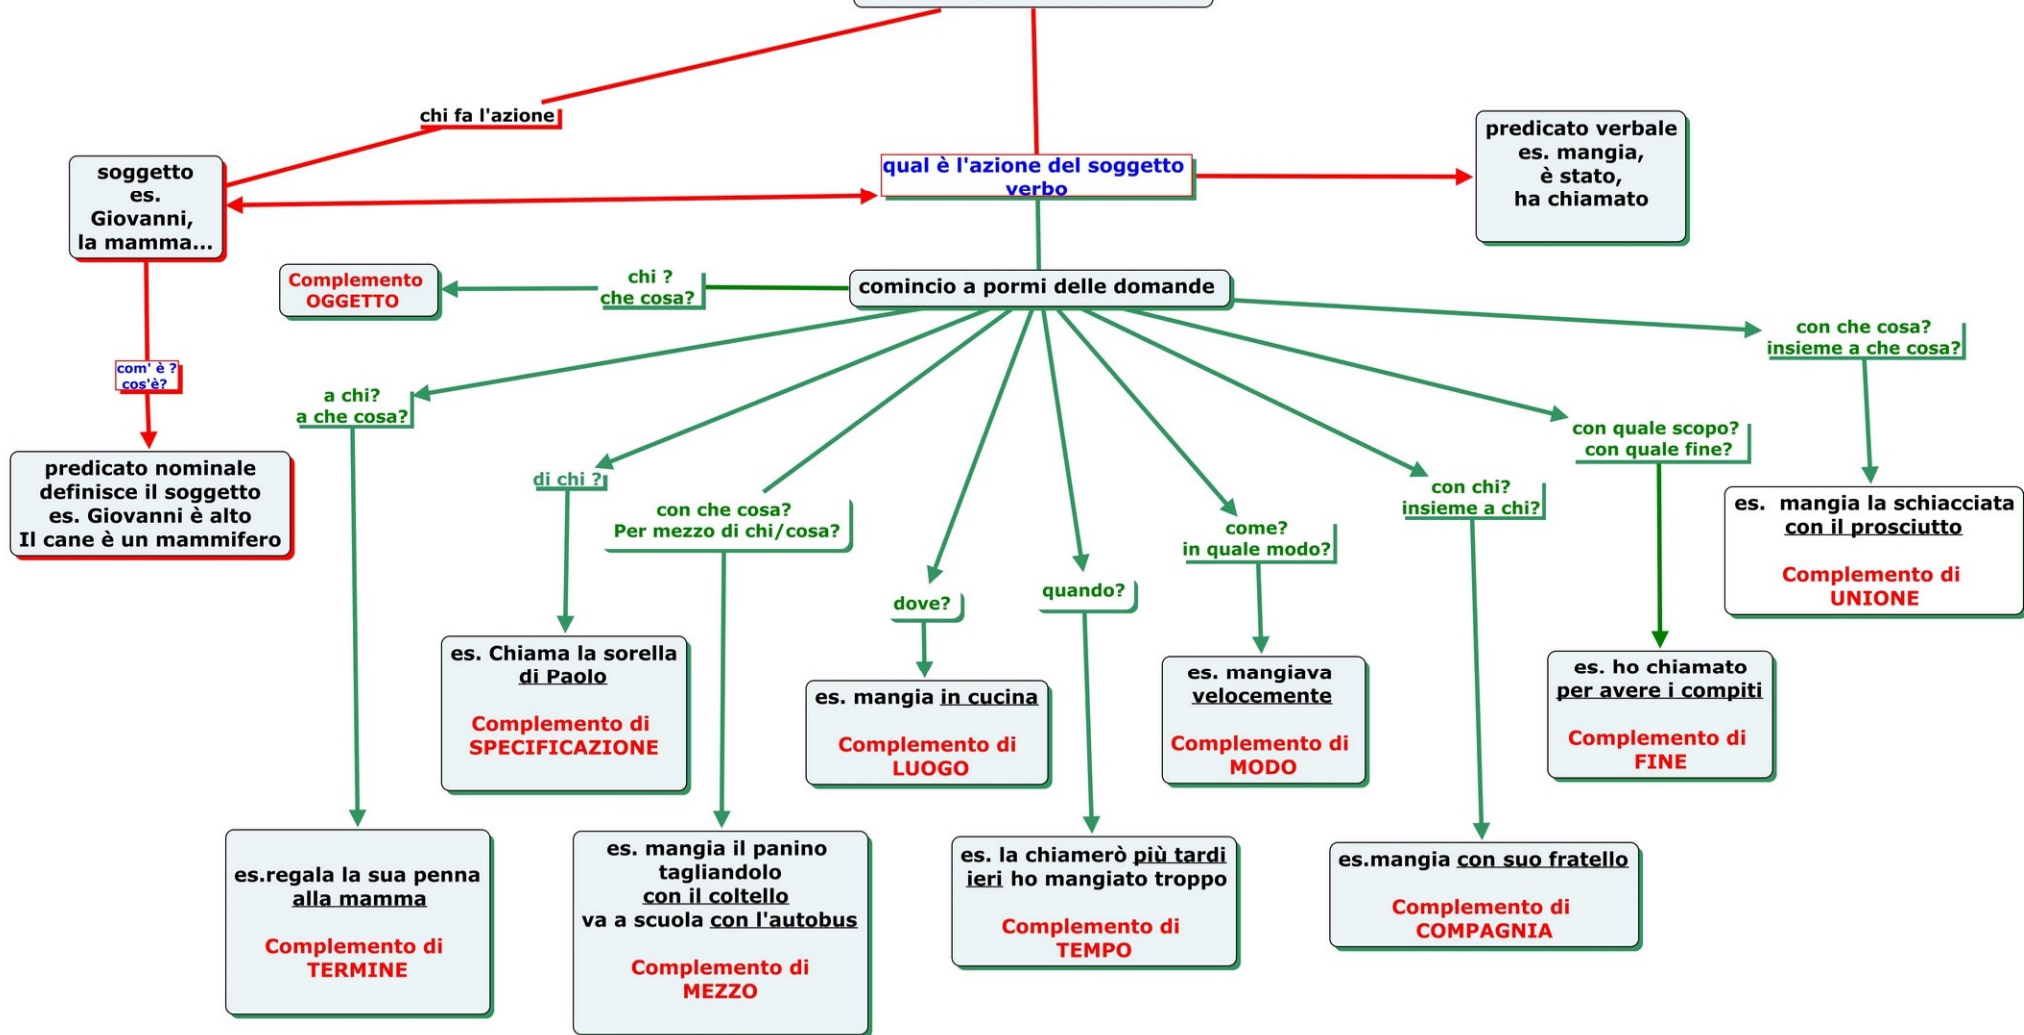 chi fa l'azione
soggetto
es.
Giovanni,
la mamma...
qual è l'azione del soggetto
verbo
predicato verbale
es. mangia,
è stato,
ha chiamato
Complemento
OGGETTO
chi ?
che cosa?
comincio a pormi delle domande
con che cosa?
insieme a che cosa?
com' è ?
cos'è?
a chi?
a che cosa?
con quale scopo?
con quale fine?
predicato nominale
definisce il soggetto
es. Giovanni è alto
Il cane è un mammifero
di chi ?
con che cosa?
Per mezzo di chi/cosa?
con chi?
insieme a chi?
come?
in quale modo?
es.  mangia la schiacciata
con il prosciutto
Complemento di
UNIONE
dove?
quando?
es. Chiama la sorella
di Paolo
Complemento di
SPECIFICAZIONE
es. mangia in cucina
Complemento di
LUOGO
es. mangiava
velocemente
Complemento di
MODO
es. ho chiamato
per avere i compiti
Complemento di
FINE
es.regala la sua penna
alla mamma
Complemento di
TERMINE
es. mangia il panino
tagliandolo
con il coltello
va a scuola con l'autobus
Complemento di
MEZZO
es. la chiamerò più tardi
ieri ho mangiato troppo
Complemento di
TEMPO
es.mangia con suo fratello
Complemento di
COMPAGNIA